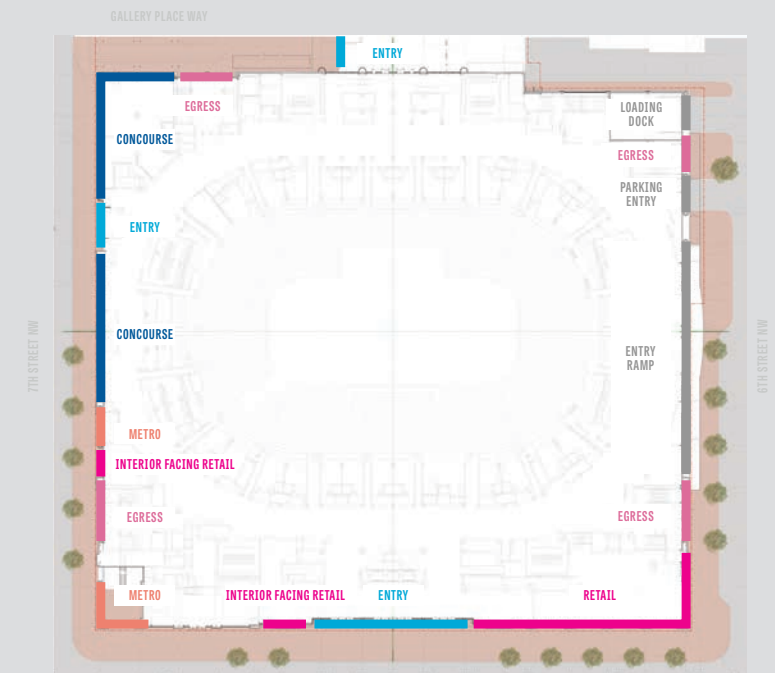 GALLERY PLACE WAY
ENTRY
EGRESS
LOADING
DOCK
CONCOURSE
EGRESS
PARKING
ENTRY
ENTRY
7TH STREET NW
6TH STREET NW
CONCOURSE
ENTRY
RAMP
METRO
INTERIOR FACING RETAIL
EGRESS
EGRESS
METRO
INTERIOR FACING RETAIL
ENTRY
RETAIL